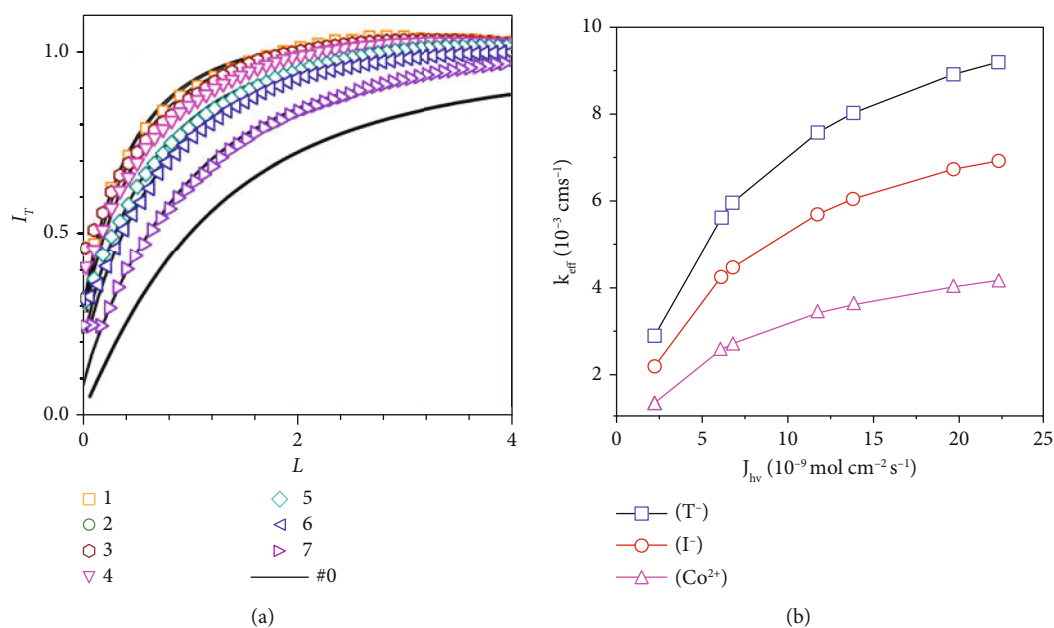 1.0
0.5
0.0
I_T
0
2
4
L
1
2
3
4
5
6
7
#0
(a)
10
8
6
4
2
k_eff (10⁻³ cms⁻¹)
0
5
10
15
20
25
J_hv (10⁻⁹ mol cm⁻² s⁻¹)
(T⁻)
(I⁻)
(Co²⁺)
(b)